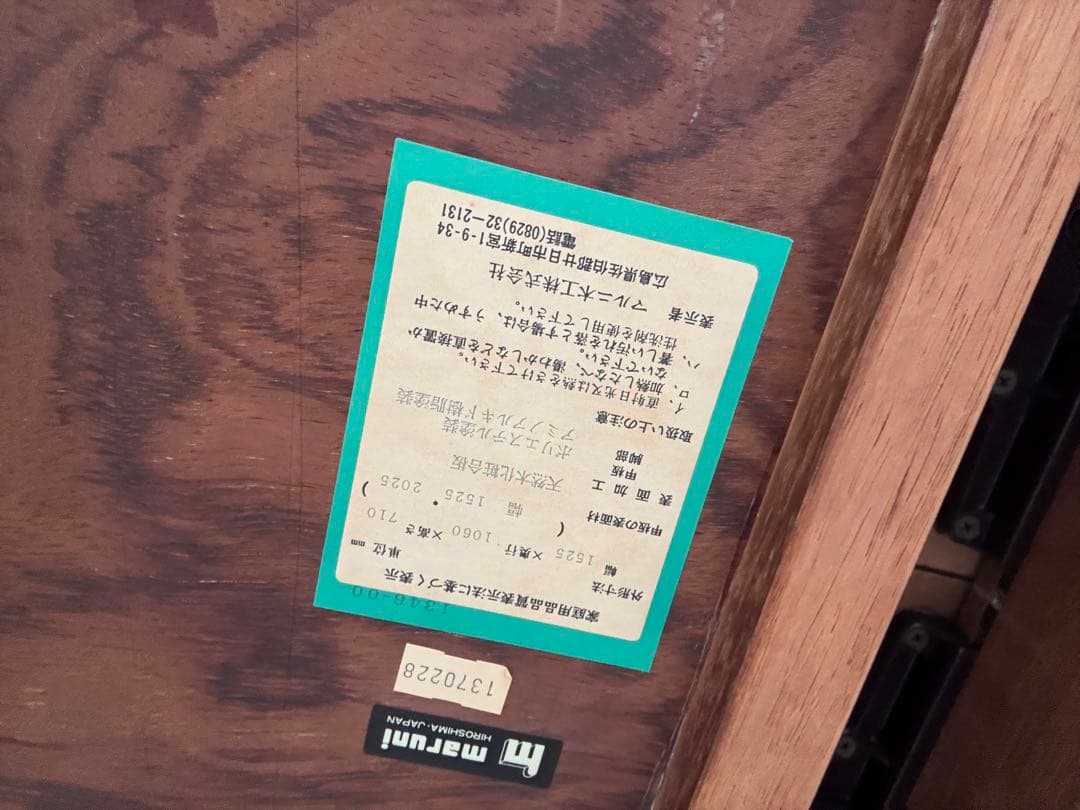 1346-00
家庭用品品質表示法に基づく表示
外形寸法 単位 mm
幅 1525 × 奥行 1060 × 高さ 710
( 幅 1525・2025 )
甲板の表面材 天然木化粧合板
表面加工
甲板 ポリエステル塗装
脚部 アミノアルキド樹脂塗装
取扱い上の注意
イ、直射日光又は熱をさけて下さい。
ロ、加熱したなべ、湯わかしなどを直接置か
ないで下さい。
ハ、著しい汚れを落とす場合は、うすめた中
性洗剤を使用して下さい。
表示者 マルニ木工株式会社
広島県佐伯郡廿日市町新宮1-9-34
電話(0829)32-2131
1370228
maruni
HIROSHIMA・JAPAN